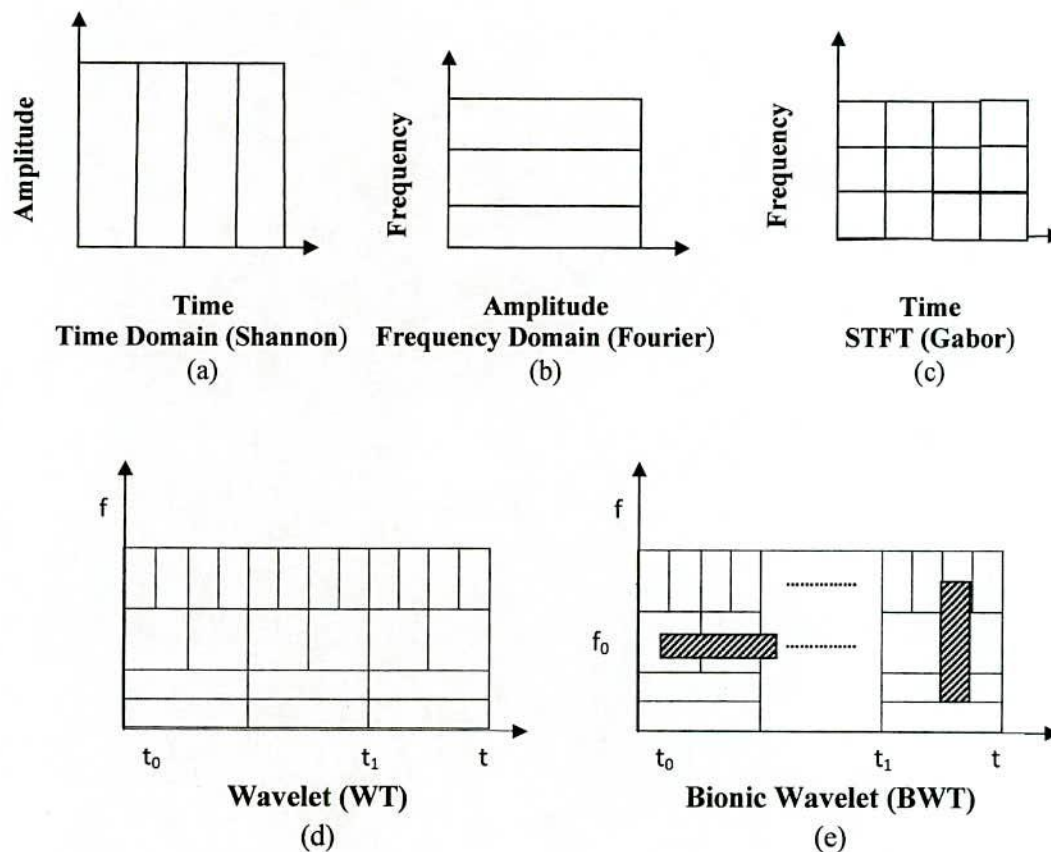 Amplitude
Frequency
Frequency
Time
Amplitude
Time
Time Domain (Shannon)
Frequency Domain (Fourier)
STFT (Gabor)
(a)
(b)
(c)
f
f
f₀
t₀
t₁
t
t₀
t₁
t
Wavelet (WT)
Bionic Wavelet (BWT)
(d)
(e)